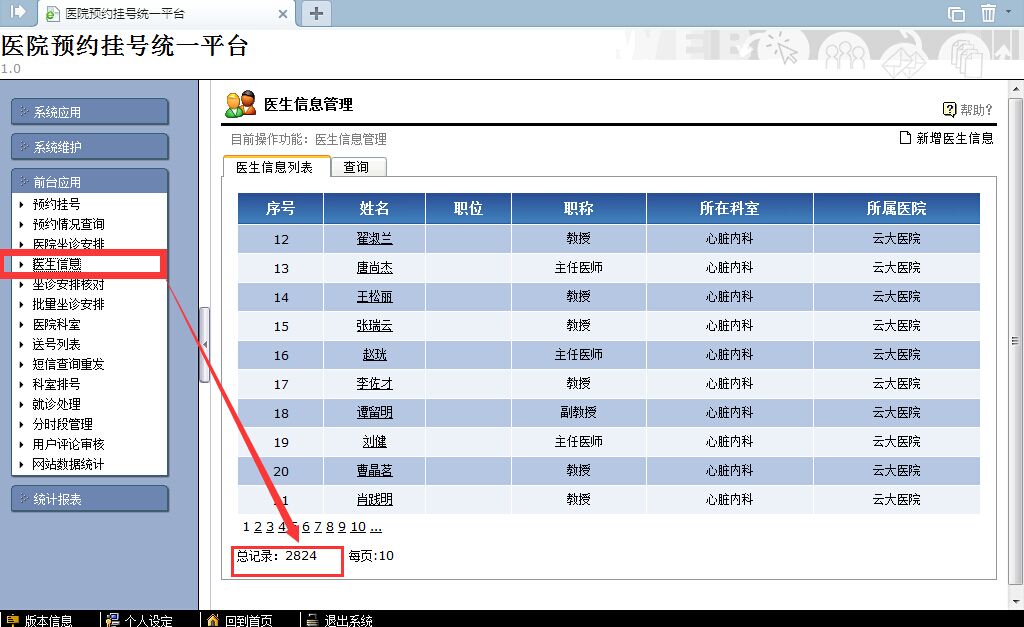 医院预约挂号统一平台
医院预约挂号统一平台
1.0
WEB
系统应用
系统维护
前台应用
预约挂号
预约情况查询
医院坐诊安排
医生信息
坐诊安排核对
批量坐诊安排
医院科室
送号列表
短信查询重发
科室排号
就诊处理
分时段管理
用户评论审核
网站数据统计
统计报表
医生信息管理
帮助?
目前操作功能: 医生信息管理
新增医生信息
医生信息列表 查询
序号 姓名 职位 职称 所在科室 所属医院
12 翟淑兰 教授 心脏内科 云大医院
13 唐尚杰 主任医师 心脏内科 云大医院
14 王松丽 教授 心脏内科 云大医院
15 张瑞云 教授 心脏内科 云大医院
16 赵珖 主任医师 心脏内科 云大医院
17 李佐才 教授 心脏内科 云大医院
18 谭留明 副教授 心脏内科 云大医院
19 刘健 主任医师 心脏内科 云大医院
20 曹晶茗 教授 心脏内科 云大医院
21 肖践明 教授 心脏内科 云大医院
1 2 3 4 5 6 7 8 9 10 ...
总记录: 2824 每页:10
版本信息 个人设定 回到首页 退出系统